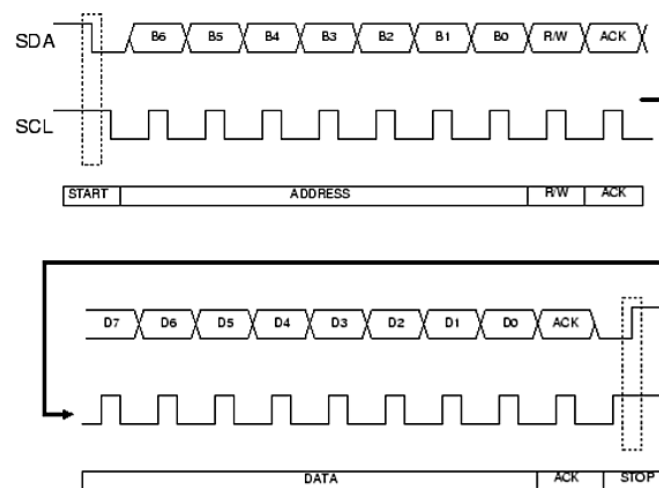 SDA B6 B5 B4 B3 B2 B1 B0 R/W ACK
SCL
START ADDRESS R/W ACK
D7 D6 D5 D4 D3 D2 D1 D0 ACK
DATA ACK STOP